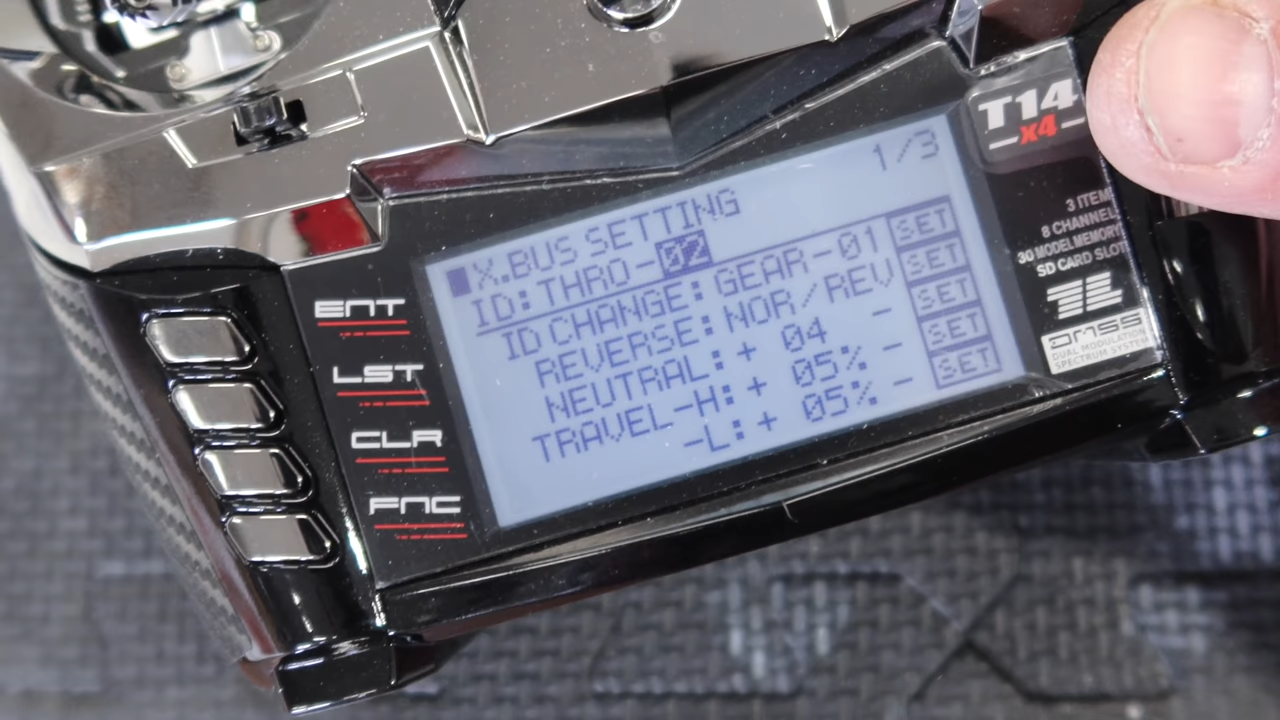 T14
x4
3 ITEM
8 CHANNEL
30 MODELMEMORY
SD CARD SLOT
DMSS
DUAL MODULATION
SPECTRUM SYSTEM
1/3
X.BUS SETTING
ID:THRO-02
ID CHANGE:GEAR-01 SET
REVERSE:NOR/REV SET
NEUTRAL:+ 04 - SET
TRAVEL-H:+ 05% - SET
-L:+ 05% - SET
ENT
LST
CLR
FNC